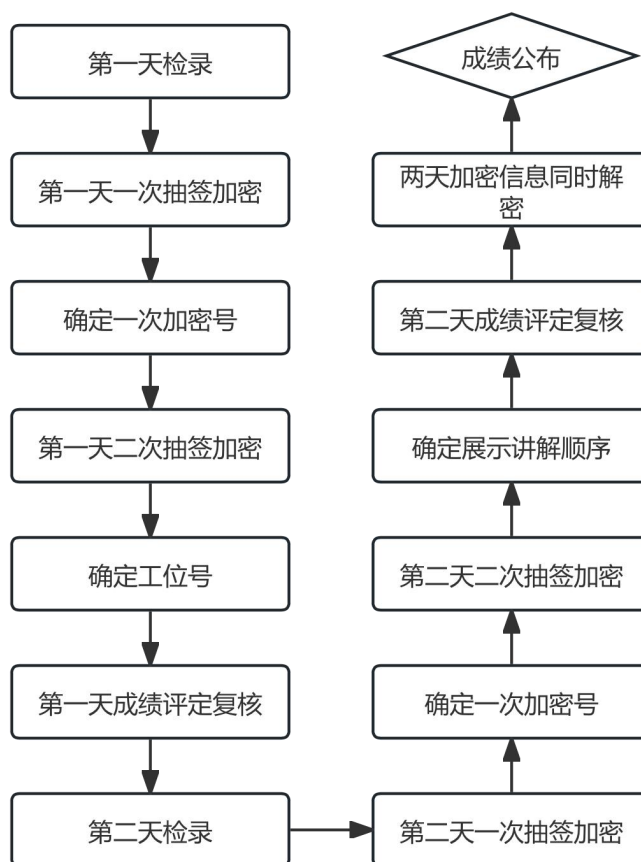 第一天检录
第一天一次抽签加密
确定一次加密号
第一天二次抽签加密
确定工位号
第一天成绩评定复核
第二天检录
第二天一次抽签加密
确定一次加密号
第二天二次抽签加密
确定展示讲解顺序
第二天成绩评定复核
两天加密信息同时解
密
成绩公布